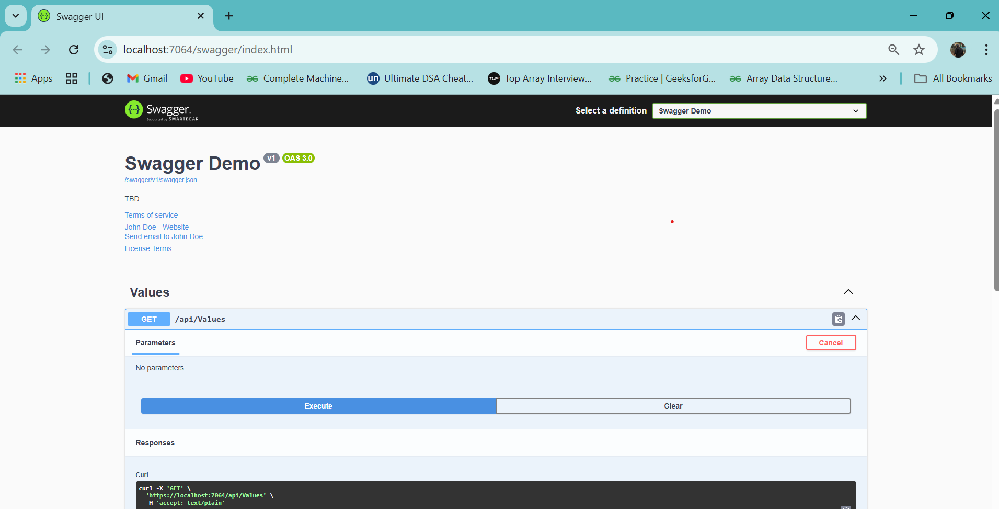 Swagger UI
localhost:7064/swagger/index.html
Apps
Gmail
YouTube
Complete Machine...
un Ultimate DSA Cheat...
TUF Top Array Interview...
Practice | GeeksforG...
Array Data Structure...
All Bookmarks
Swagger
Supported by SMARTBEAR
Select a definition
Swagger Demo
Swagger Demo v1 OAS 3.0
/swagger/v1/swagger.json
TBD
Terms of service
John Doe - Website
Send email to John Doe
License Terms
Values
GET /api/Values
Parameters
Cancel
No parameters
Execute
Clear
Responses
Curl
curl -X 'GET' \
'https://localhost:7064/api/Values' \
-H 'accept: text/plain'